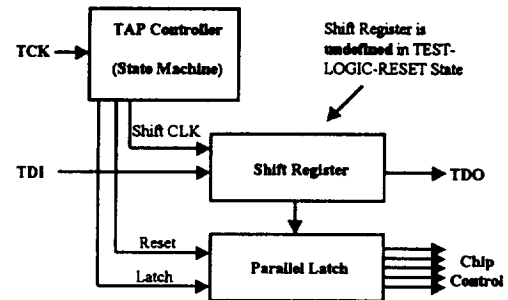 TAP Controller
(State Machine)
TCK
Shift Register is
undefined in TEST-
LOGIC-RESET State
Shift CLK
TDI
Shift Register
TDO
Reset
Latch
Parallel Latch
Chip
Control